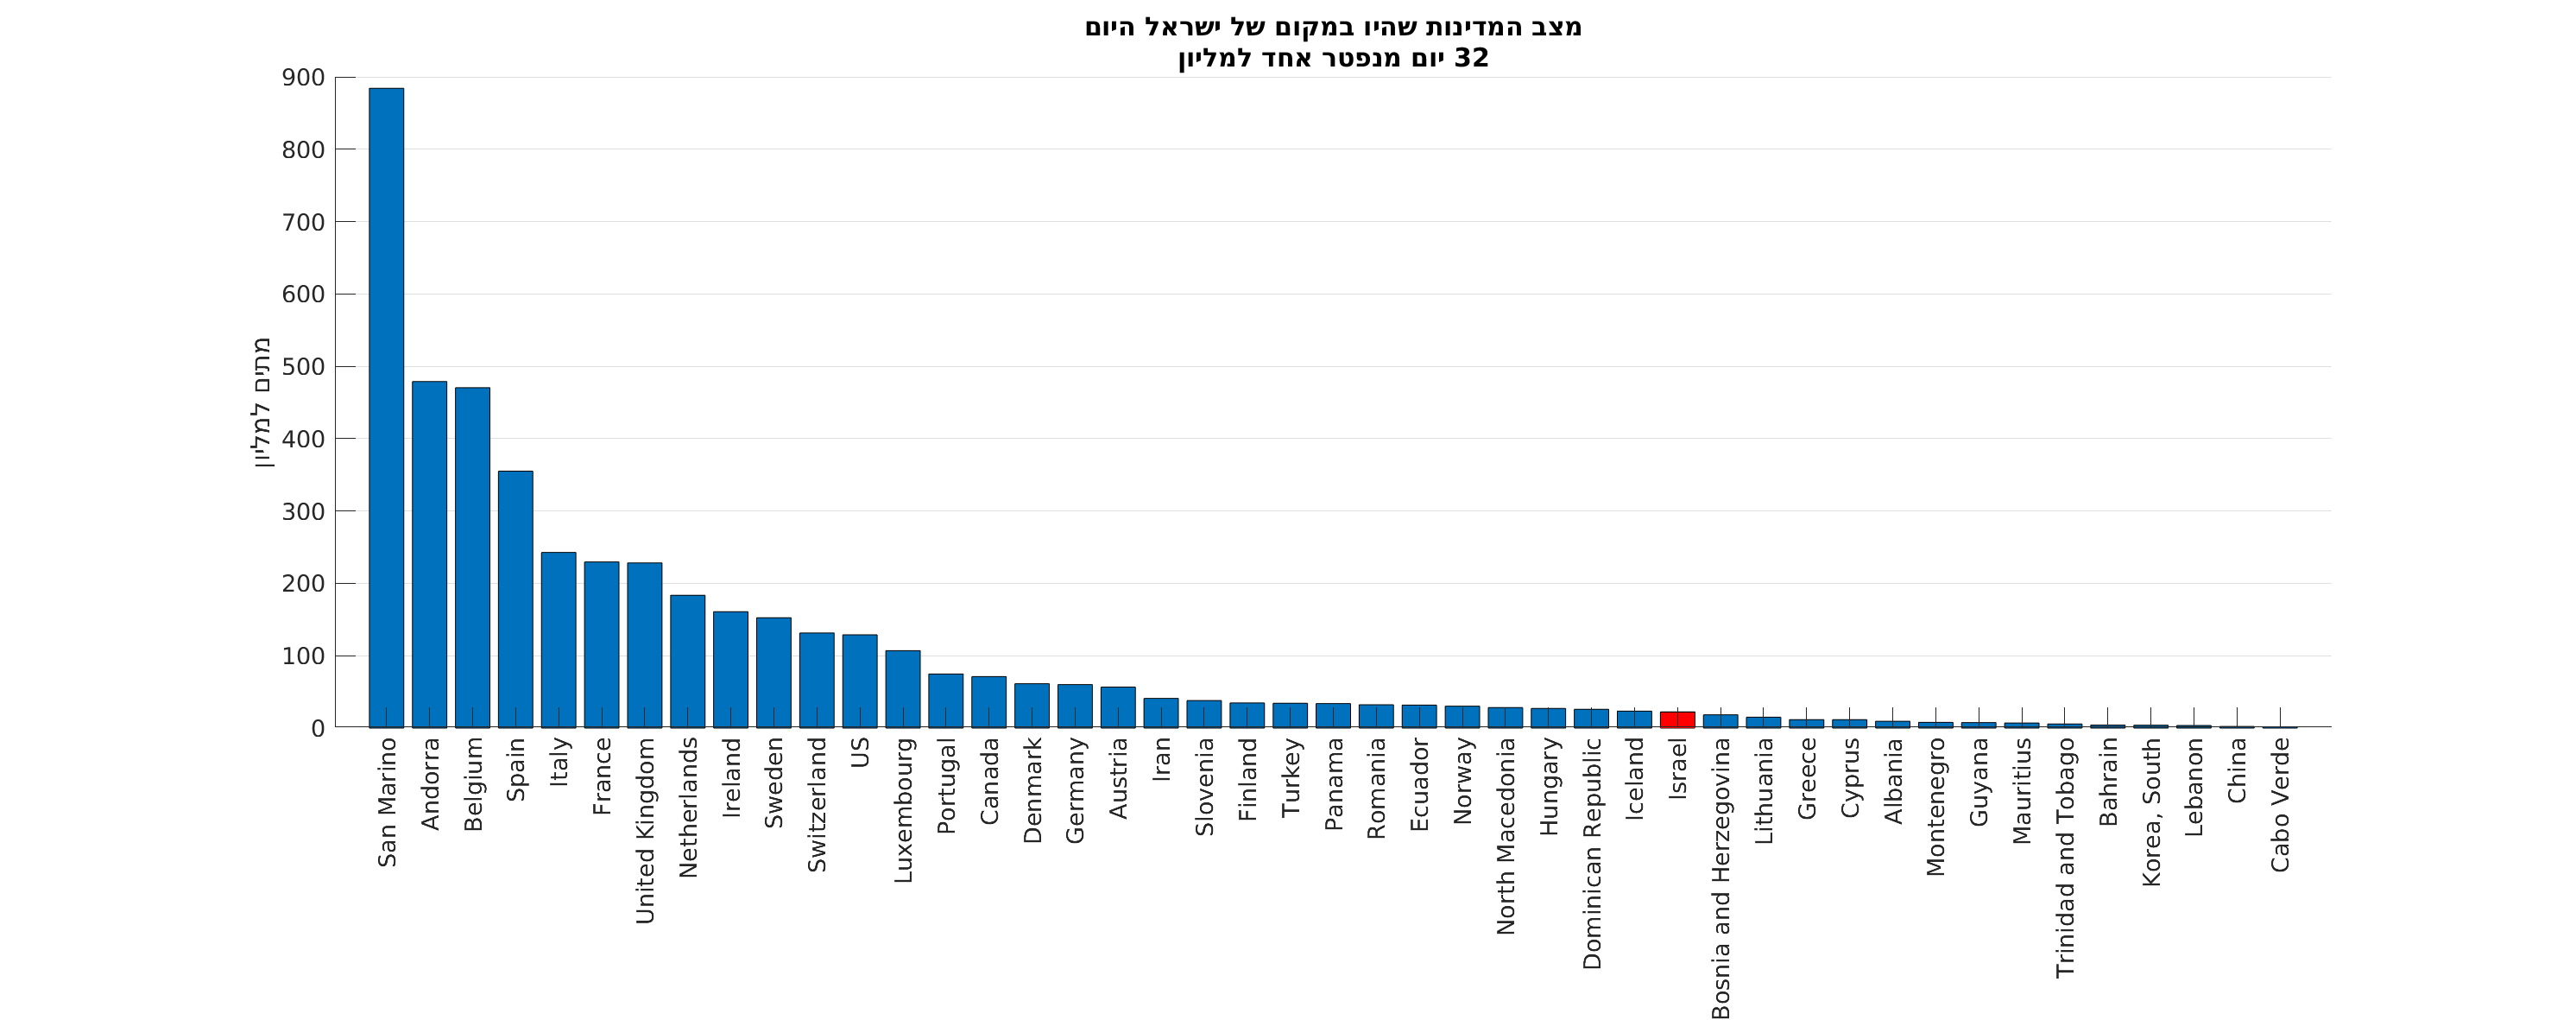 מצב המדינות שהיו במקום של ישראל היום
32 יום מנפטר אחד למליון
מתים למליון
900
800
700
600
500
400
300
200
100
0
San Marino
Andorra
Belgium
Spain
Italy
France
United Kingdom
Netherlands
Ireland
Sweden
Switzerland
US
Luxembourg
Portugal
Canada
Denmark
Germany
Austria
Iran
Slovenia
Finland
Turkey
Panama
Romania
Ecuador
Norway
North Macedonia
Hungary
Dominican Republic
Iceland
Israel
Bosnia and Herzegovina
Lithuania
Greece
Cyprus
Albania
Montenegro
Guyana
Mauritius
Trinidad and Tobago
Bahrain
Korea, South
Lebanon
China
Cabo Verde